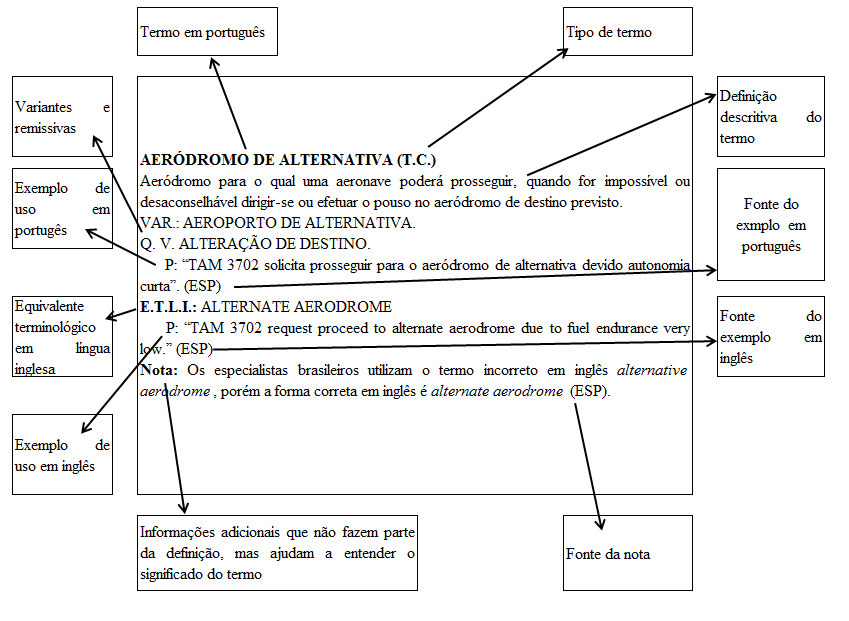 Termo em português
Tipo de termo
Variantes e
remissivas
Definição
descritiva do
termo
AERÓDROMO DE ALTERNATIVA (T.C.)
Aeródromo para o qual uma aeronave poderá prosseguir, quando for impossível ou
desaconselhável dirigir-se ou efetuar o pouso no aeródromo de destino previsto.
VAR.: AEROPORTO DE ALTERNATIVA.
Q. V. ALTERAÇÃO DE DESTINO.
P: “TAM 3702 solicita prosseguir para o aeródromo de alternativa devido autonomia
curta”. (ESP)
E.T.L.I.: ALTERNATE AERODROME
P: “TAM 3702 request proceed to alternate aerodrome due to fuel endurance very
low.” (ESP)
Nota: Os especialistas brasileiros utilizam o termo incorreto em inglês alternative
aerodrome , porém a forma correta em inglês é alternate aerodrome (ESP).
Exemplo de
uso em
portugês
Fonte do
exmplo em
português
Equivalente
terminológico
em lingua
inglesa
Fonte do
exemplo em
inglês
Exemplo de
uso em inglês
Informações adicionais que não fazem parte
da definição, mas ajudam a entender o
significado do termo
Fonte da nota